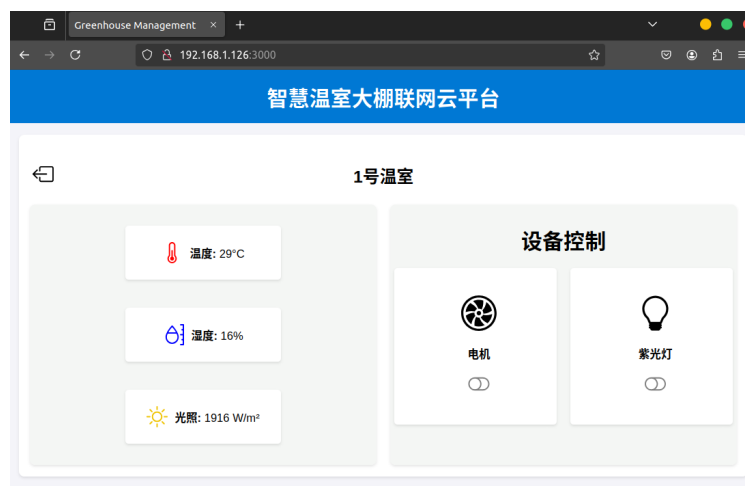 Greenhouse Management
192.168.1.126:3000
智慧温室大棚联网云平台
1号温室
温度: 29°C
湿度: 16%
光照: 1916 W/m²
设备控制
电机
紫光灯